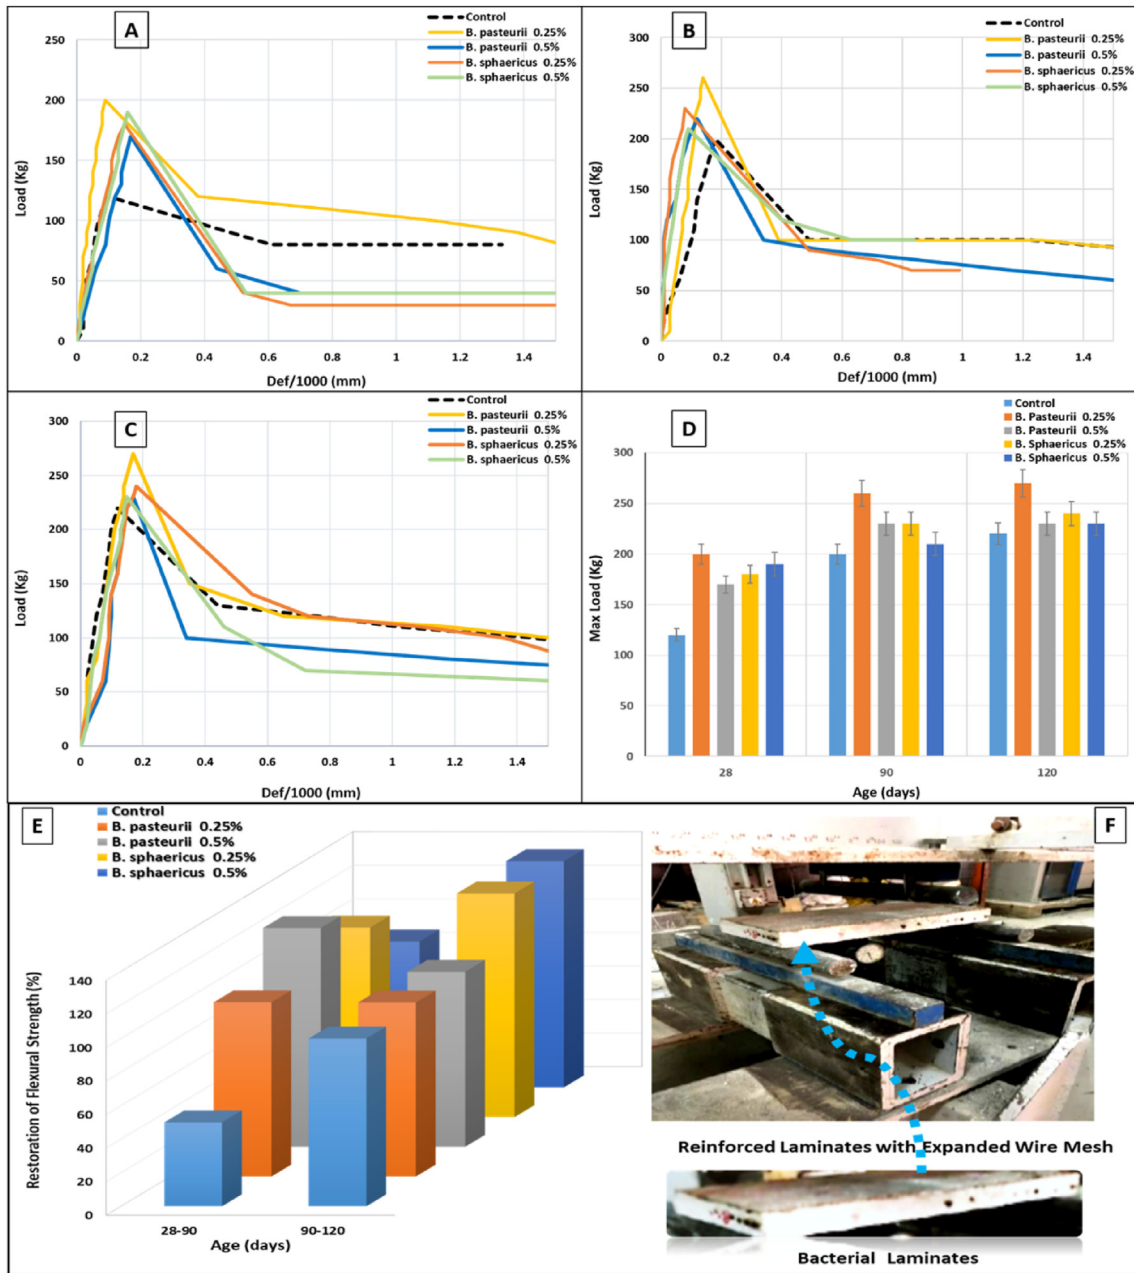 A
Control
B. pasteurii 0.25%
B. pasteurii 0.5%
B. sphaericus 0.25%
B. sphaericus 0.5%
250
200
150
100
50
0
Load (Kg)
0 0.2 0.4 0.6 0.8 1 1.2 1.4
Def/1000 (mm)
B
Control
B. pasteurii 0.25%
B. pasteurii 0.5%
B. sphaericus 0.25%
B. sphaericus 0.5%
300
250
200
150
100
50
0
Load (Kg)
0 0.2 0.4 0.6 0.8 1 1.2 1.4
Def/1000 (mm)
C
Control
B. pasteurii 0.25%
B. pasteurii 0.5%
B. sphaericus 0.25%
B. sphaericus 0.5%
300
250
200
150
100
50
0
Load (Kg)
0 0.2 0.4 0.6 0.8 1 1.2 1.4
Def/1000 (mm)
D
Control
B. Pasteurii 0.25%
B. Pasteurii 0.5%
B. Sphaericus 0.25%
B. Sphaericus 0.5%
300
250
200
150
100
50
0
Max Load (Kg)
28 90 120
Age (days)
E
Control
B. pasteurii 0.25%
B. pasteurii 0.5%
B. sphaericus 0.25%
B. sphaericus 0.5%
140
120
100
80
60
40
20
0
Restoration of Flexural Strength (%)
28-90 90-120
Age (days)
F
Reinforced Laminates with Expanded Wire Mesh
Bacterial Laminates